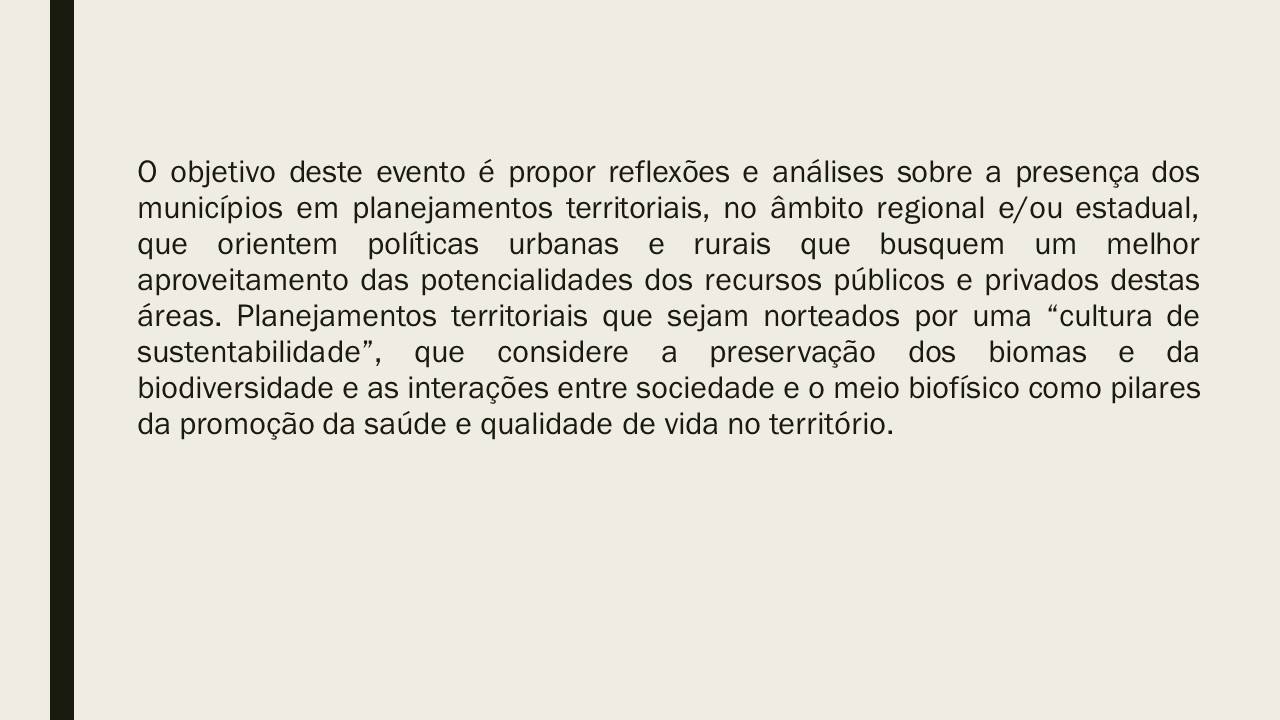 O objetivo deste evento é propor reflexões e análises sobre a presença dos
municípios em planejamentos territoriais, no âmbito regional e/ou estadual,
que orientem políticas urbanas e rurais que busquem um melhor
aproveitamento das potencialidades dos recursos públicos e privados destas
áreas. Planejamentos territoriais que sejam norteados por uma “cultura de
sustentabilidade”, que considere a preservação dos biomas e da
biodiversidade e as interações entre sociedade e o meio biofísico como pilares
da promoção da saúde e qualidade de vida no território.